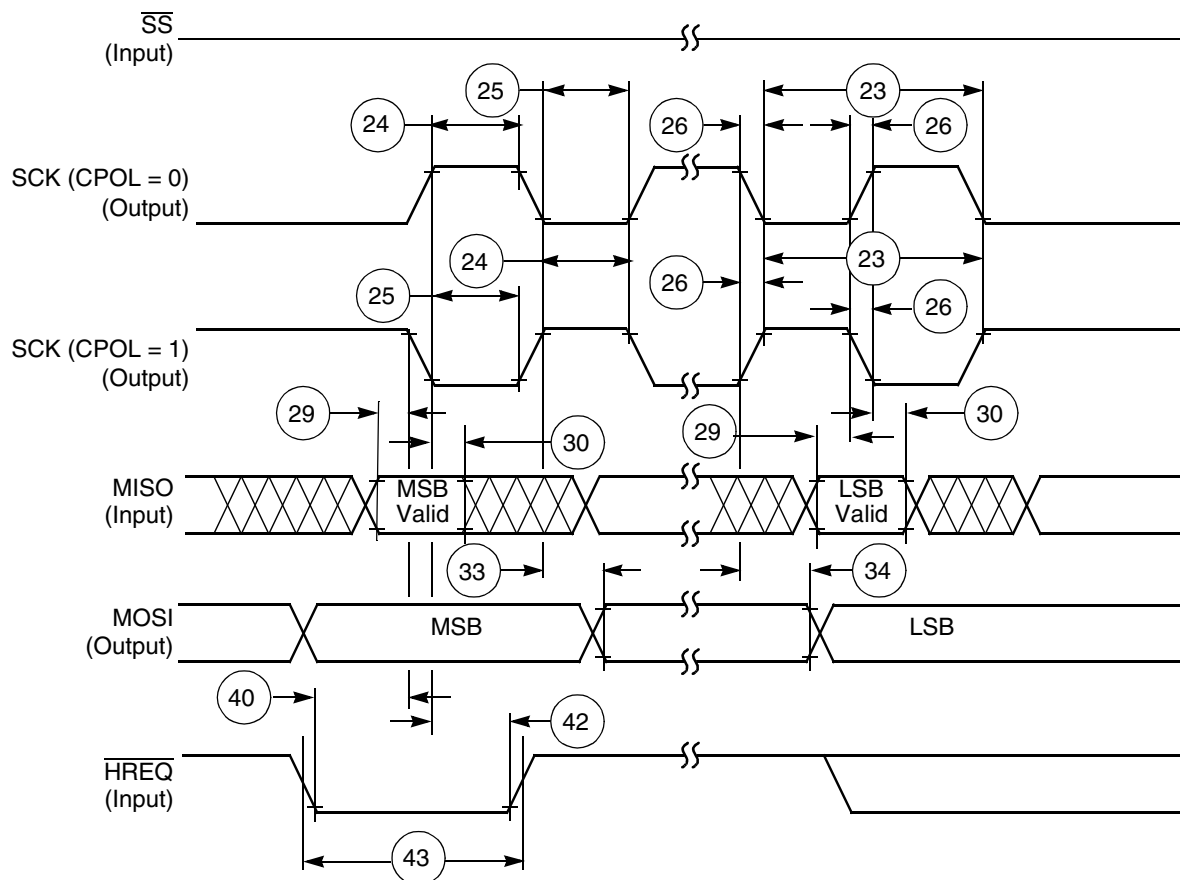 SS
(Input)
25
23
24
26
26
SCK (CPOL = 0)
(Output)
24
23
25
26
26
SCK (CPOL = 1)
(Output)
29
30
29
30
MISO
(Input)
MSB
Valid
LSB
Valid
33
34
MOSI
(Output)
MSB
LSB
40
42
HREQ
(Input)
43